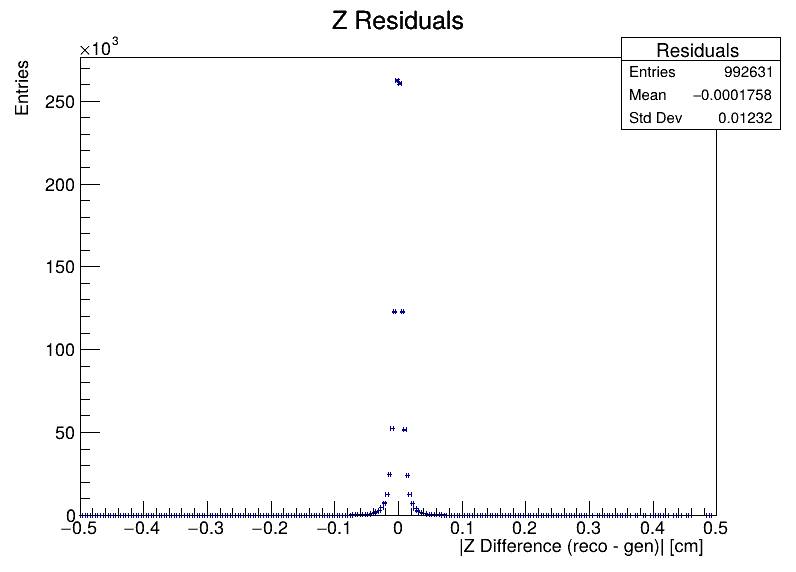 Z Residuals
×10³
Entries
250
200
150
100
50
0
−0.5 −0.4 −0.3 −0.2 −0.1 0 0.1 0.2 0.3 0.4 0.5
|Z Difference (reco - gen)| [cm]
Residuals
Entries 992631
Mean −0.0001758
Std Dev 0.01232